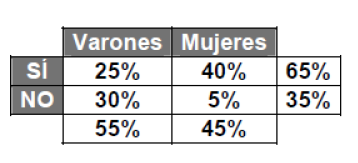 Varones Mujeres
SÍ 25% 40% 65%
NO 30% 5% 35%
55% 45%